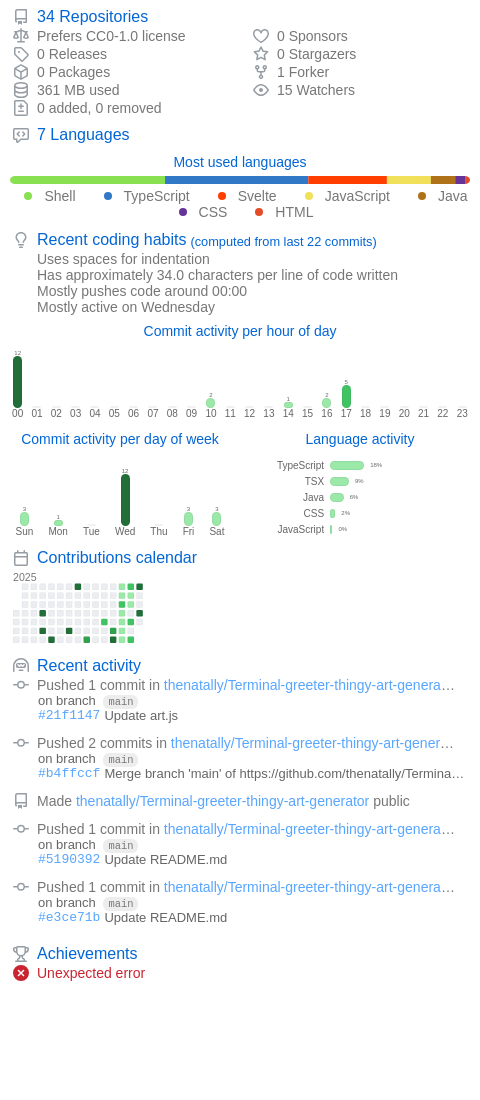 34 Repositories
Prefers CC0-1.0 license
0 Sponsors
0 Releases
0 Stargazers
0 Packages
1 Forker
361 MB used
15 Watchers
0 added, 0 removed
7 Languages
Most used languages
Shell TypeScript Svelte JavaScript Java
CSS HTML
Recent coding habits (computed from last 22 commits)
Uses spaces for indentation
Has approximately 34.0 characters per line of code written
Mostly pushes code around 00:00
Mostly active on Wednesday
Commit activity per hour of day
12 2 1 2 5
00 01 02 03 04 05 06 07 08 09 10 11 12 13 14 15 16 17 18 19 20 21 22 23
Commit activity per day of week
3 1 12 3 3
Sun Mon Tue Wed Thu Fri Sat
Language activity
TypeScript 18%
TSX 9%
Java 6%
CSS 2%
JavaScript 0%
Contributions calendar
2025
Recent activity
Pushed 1 commit in thenatally/Terminal-greeter-thingy-art-genera…
on branch main
#21f1147 Update art.js
Pushed 2 commits in thenatally/Terminal-greeter-thingy-art-gener…
on branch main
#b4ffccf Merge branch 'main' of https://github.com/thenatally/Termina…
Made thenatally/Terminal-greeter-thingy-art-generator public
Pushed 1 commit in thenatally/Terminal-greeter-thingy-art-genera…
on branch main
#5190392 Update README.md
Pushed 1 commit in thenatally/Terminal-greeter-thingy-art-genera…
on branch main
#e3ce71b Update README.md
Achievements
Unexpected error